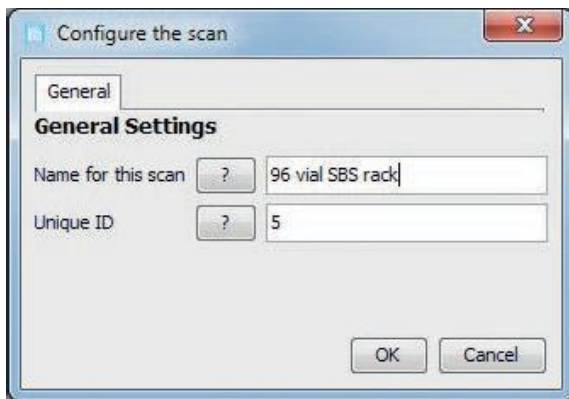 Configure the scan
General
General Settings
Name for this scan ? 96 vial SBS rack
Unique ID ? 5
OK Cancel